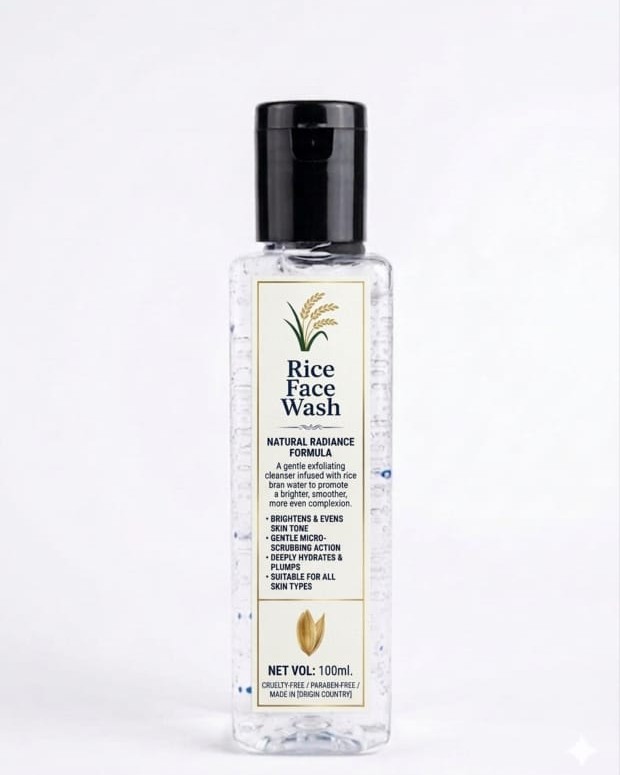 Rice
Face
Wash
NATURAL RADIANCE
FORMULA
A gentle exfoliating
cleanser infused with rice
bran water to promote
a brighter, smoother,
more even complexion.
• BRIGHTENS & EVENS
SKIN TONE
• GENTLE MICRO-
SCRUBBING ACTION
• DEEPLY HYDRATES &
PLUMPS
• SUITABLE FOR ALL
SKIN TYPES
NET VOL: 100ml.
CRUELTY-FREE / PARABEN-FREE /
MADE IN [ORIGIN COUNTRY]